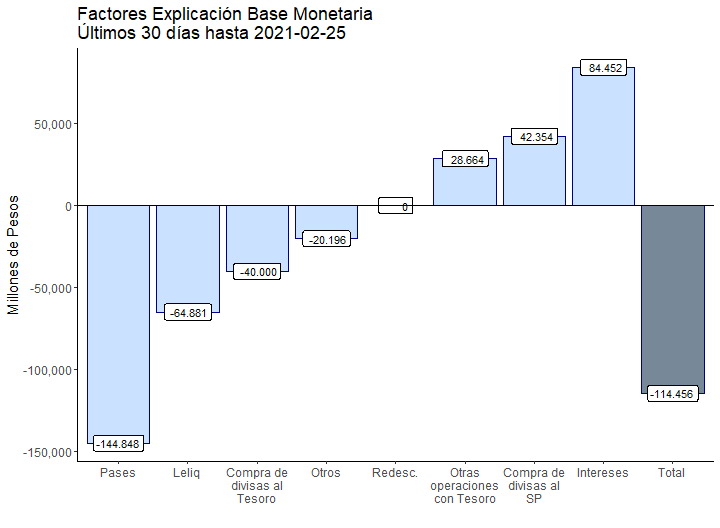 Factores Explicación Base Monetaria
Últimos 30 días hasta 2021-02-25
Millones de Pesos
50,000
0
-50,000
-100,000
-150,000
-144.848
-64.881
-40.000
-20.196
0
28.664
42.354
84.452
-114.456
Pases
Leliq
Compra de
divisas al
Tesoro
Otros
Redesc.
Otras
operaciones
con Tesoro
Compra de
divisas al
SP
Intereses
Total